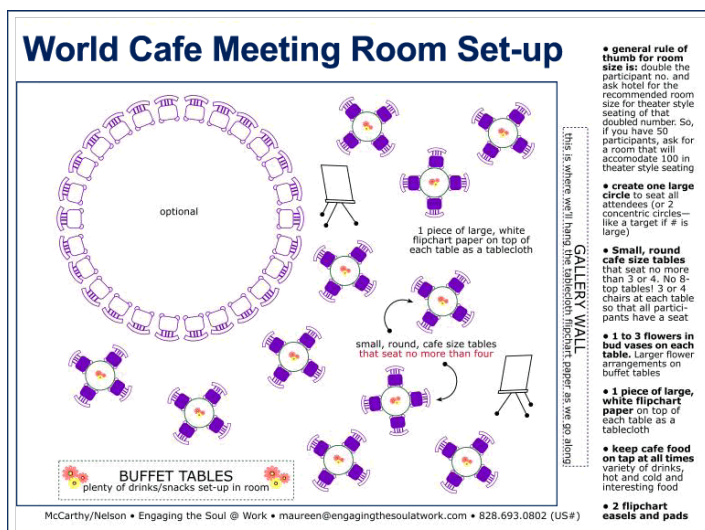 World Cafe Meeting Room Set-up
optional
1 piece of large, white
flipchart paper on top of
each table as a tablecloth
small, round, cafe size tables
that seat no more than four
BUFFET TABLES
plenty of drinks/snacks set-up in room
GALLERY WALL
this is where we'll hang the tablecloth flipchart paper as we go along
• general rule of
thumb for room
size is: double the
participant no. and
ask hotel for the
recommended room
size for theater style
seating of that
doubled number. So,
if you have 50
participants, ask for
a room that will
accomodate 100 in
theater style seating
• create one large
circle to seat all
attendees (or 2
concentric circles—
like a target if # is
large)
• Small, round
cafe size tables
that seat no more
than 3 or 4. No 8-
top tables! 3 or 4
chairs at each table
so that all partici-
pants have a seat
• 1 to 3 flowers in
bud vases on each
table. Larger flower
arrangements on
buffet tables
• 1 piece of large,
white flipchart
paper on top of
each table as a
tablecloth
• keep cafe food
on tap at all times
variety of drinks,
hot and cold and
interesting food
• 2 flipchart
easels and pads
McCarthy/Nelson • Engaging the Soul @ Work • maureen@engagingthesoulatwork.com • 828.693.0802 (US#)